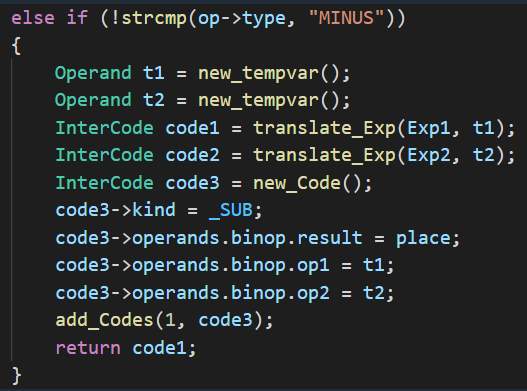 else if (!strcmp(op->type, "MINUS"))
{
    Operand t1 = new_tempvar();
    Operand t2 = new_tempvar();
    InterCode code1 = translate_Exp(Exp1, t1);
    InterCode code2 = translate_Exp(Exp2, t2);
    InterCode code3 = new_Code();
    code3->kind = _SUB;
    code3->operands.binop.result = place;
    code3->operands.binop.op1 = t1;
    code3->operands.binop.op2 = t2;
    add_Codes(1, code3);
    return code1;
}